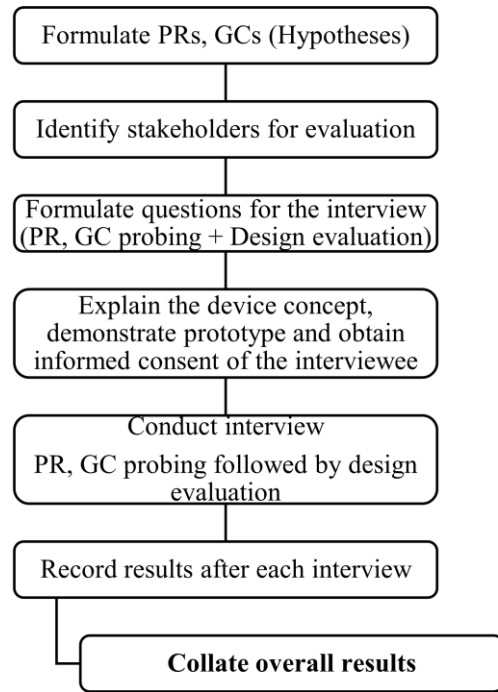 Formulate PRs, GCs (Hypotheses)
Identify stakeholders for evaluation
Formulate questions for the interview
(PR, GC probing + Design evaluation)
Explain the device concept,
demonstrate prototype and obtain
informed consent of the interviewee
Conduct interview
PR, GC probing followed by design
evaluation
Record results after each interview
Collate overall results